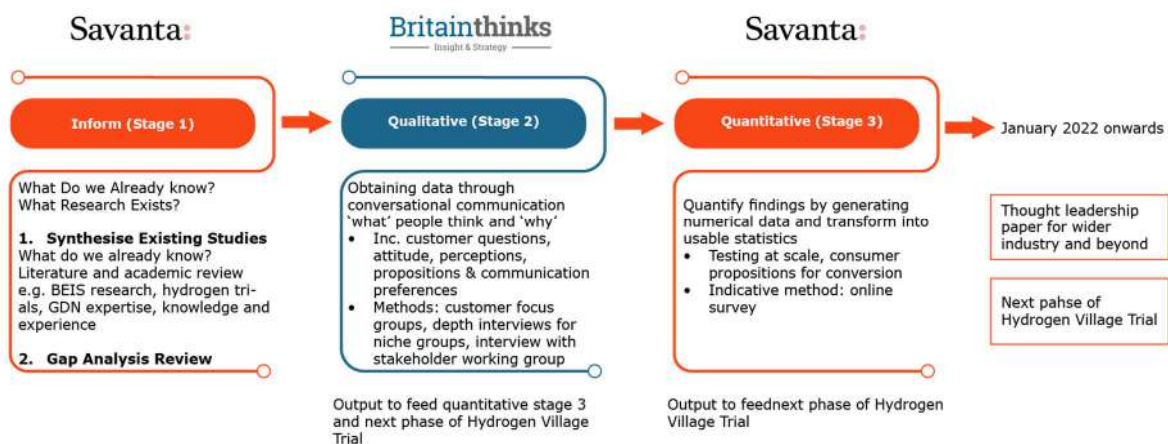 Savanta:
Britainthinks
Insight & Strategy
Savanta:
Inform (Stage 1)
Qualitative (Stage 2)
Quantitative (Stage 3)
January 2022 onwards
What Do we Already know?
What Research Exists?
1. Synthesise Existing Studies
What do we already know?
Literature and academic review
e.g. BEIS research, hydrogen tri-
als, GDN expertise, knowledge and
experience
2. Gap Analysis Review
Obtaining data through
conversational communication
‘what’ people think and ‘why’
• Inc. customer questions,
attitude, perceptions,
propositions & communication
preferences
• Methods: customer focus
groups, depth interviews for
niche groups, interview with
stakeholder working group
Output to feed quantitative stage 3
and next phase of Hydrogen Village
Trial
Quantify findings by generating
numerical data and transform into
usable statistics
• Testing at scale, consumer
propositions for conversion
• Indicative method: online
survey
Output to feednext phase of Hydrogen
Village Trial
Thought leadership
paper for wider
industry and beyond
Next pahse of
Hydrogen Village Trial